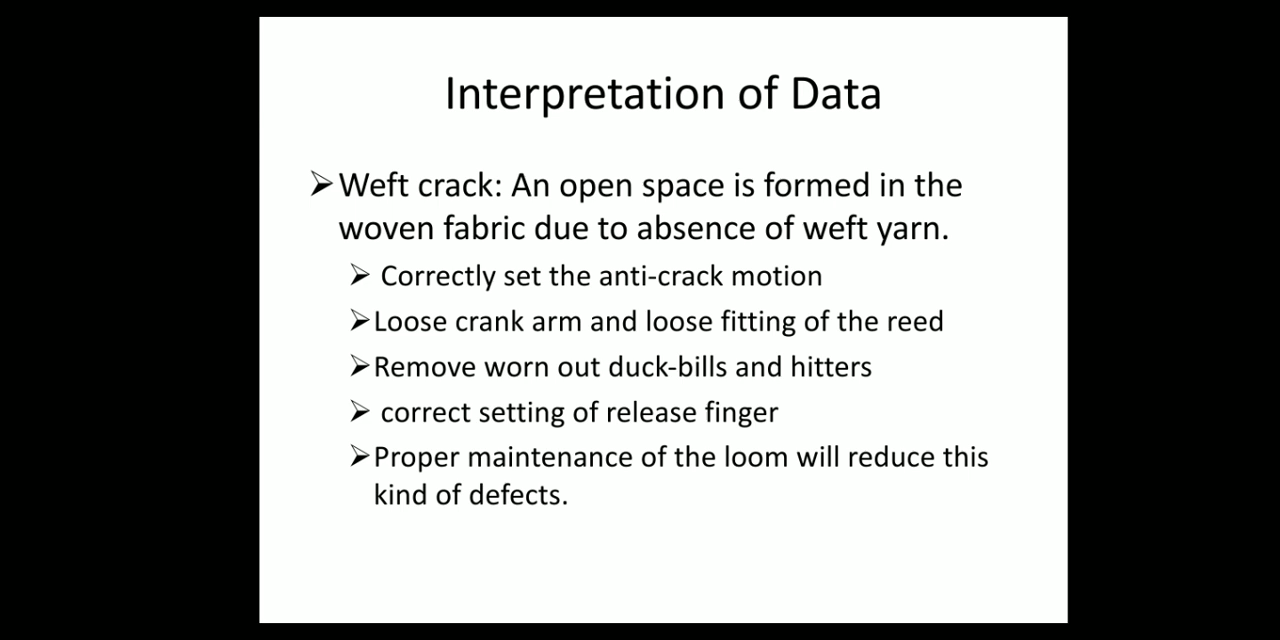 Interpretation of Data
➢Weft crack: An open space is formed in the
woven fabric due to absence of weft yarn.
➢ Correctly set the anti-crack motion
➢Loose crank arm and loose fitting of the reed
➢Remove worn out duck-bills and hitters
➢ correct setting of release finger
➢Proper maintenance of the loom will reduce this
kind of defects.